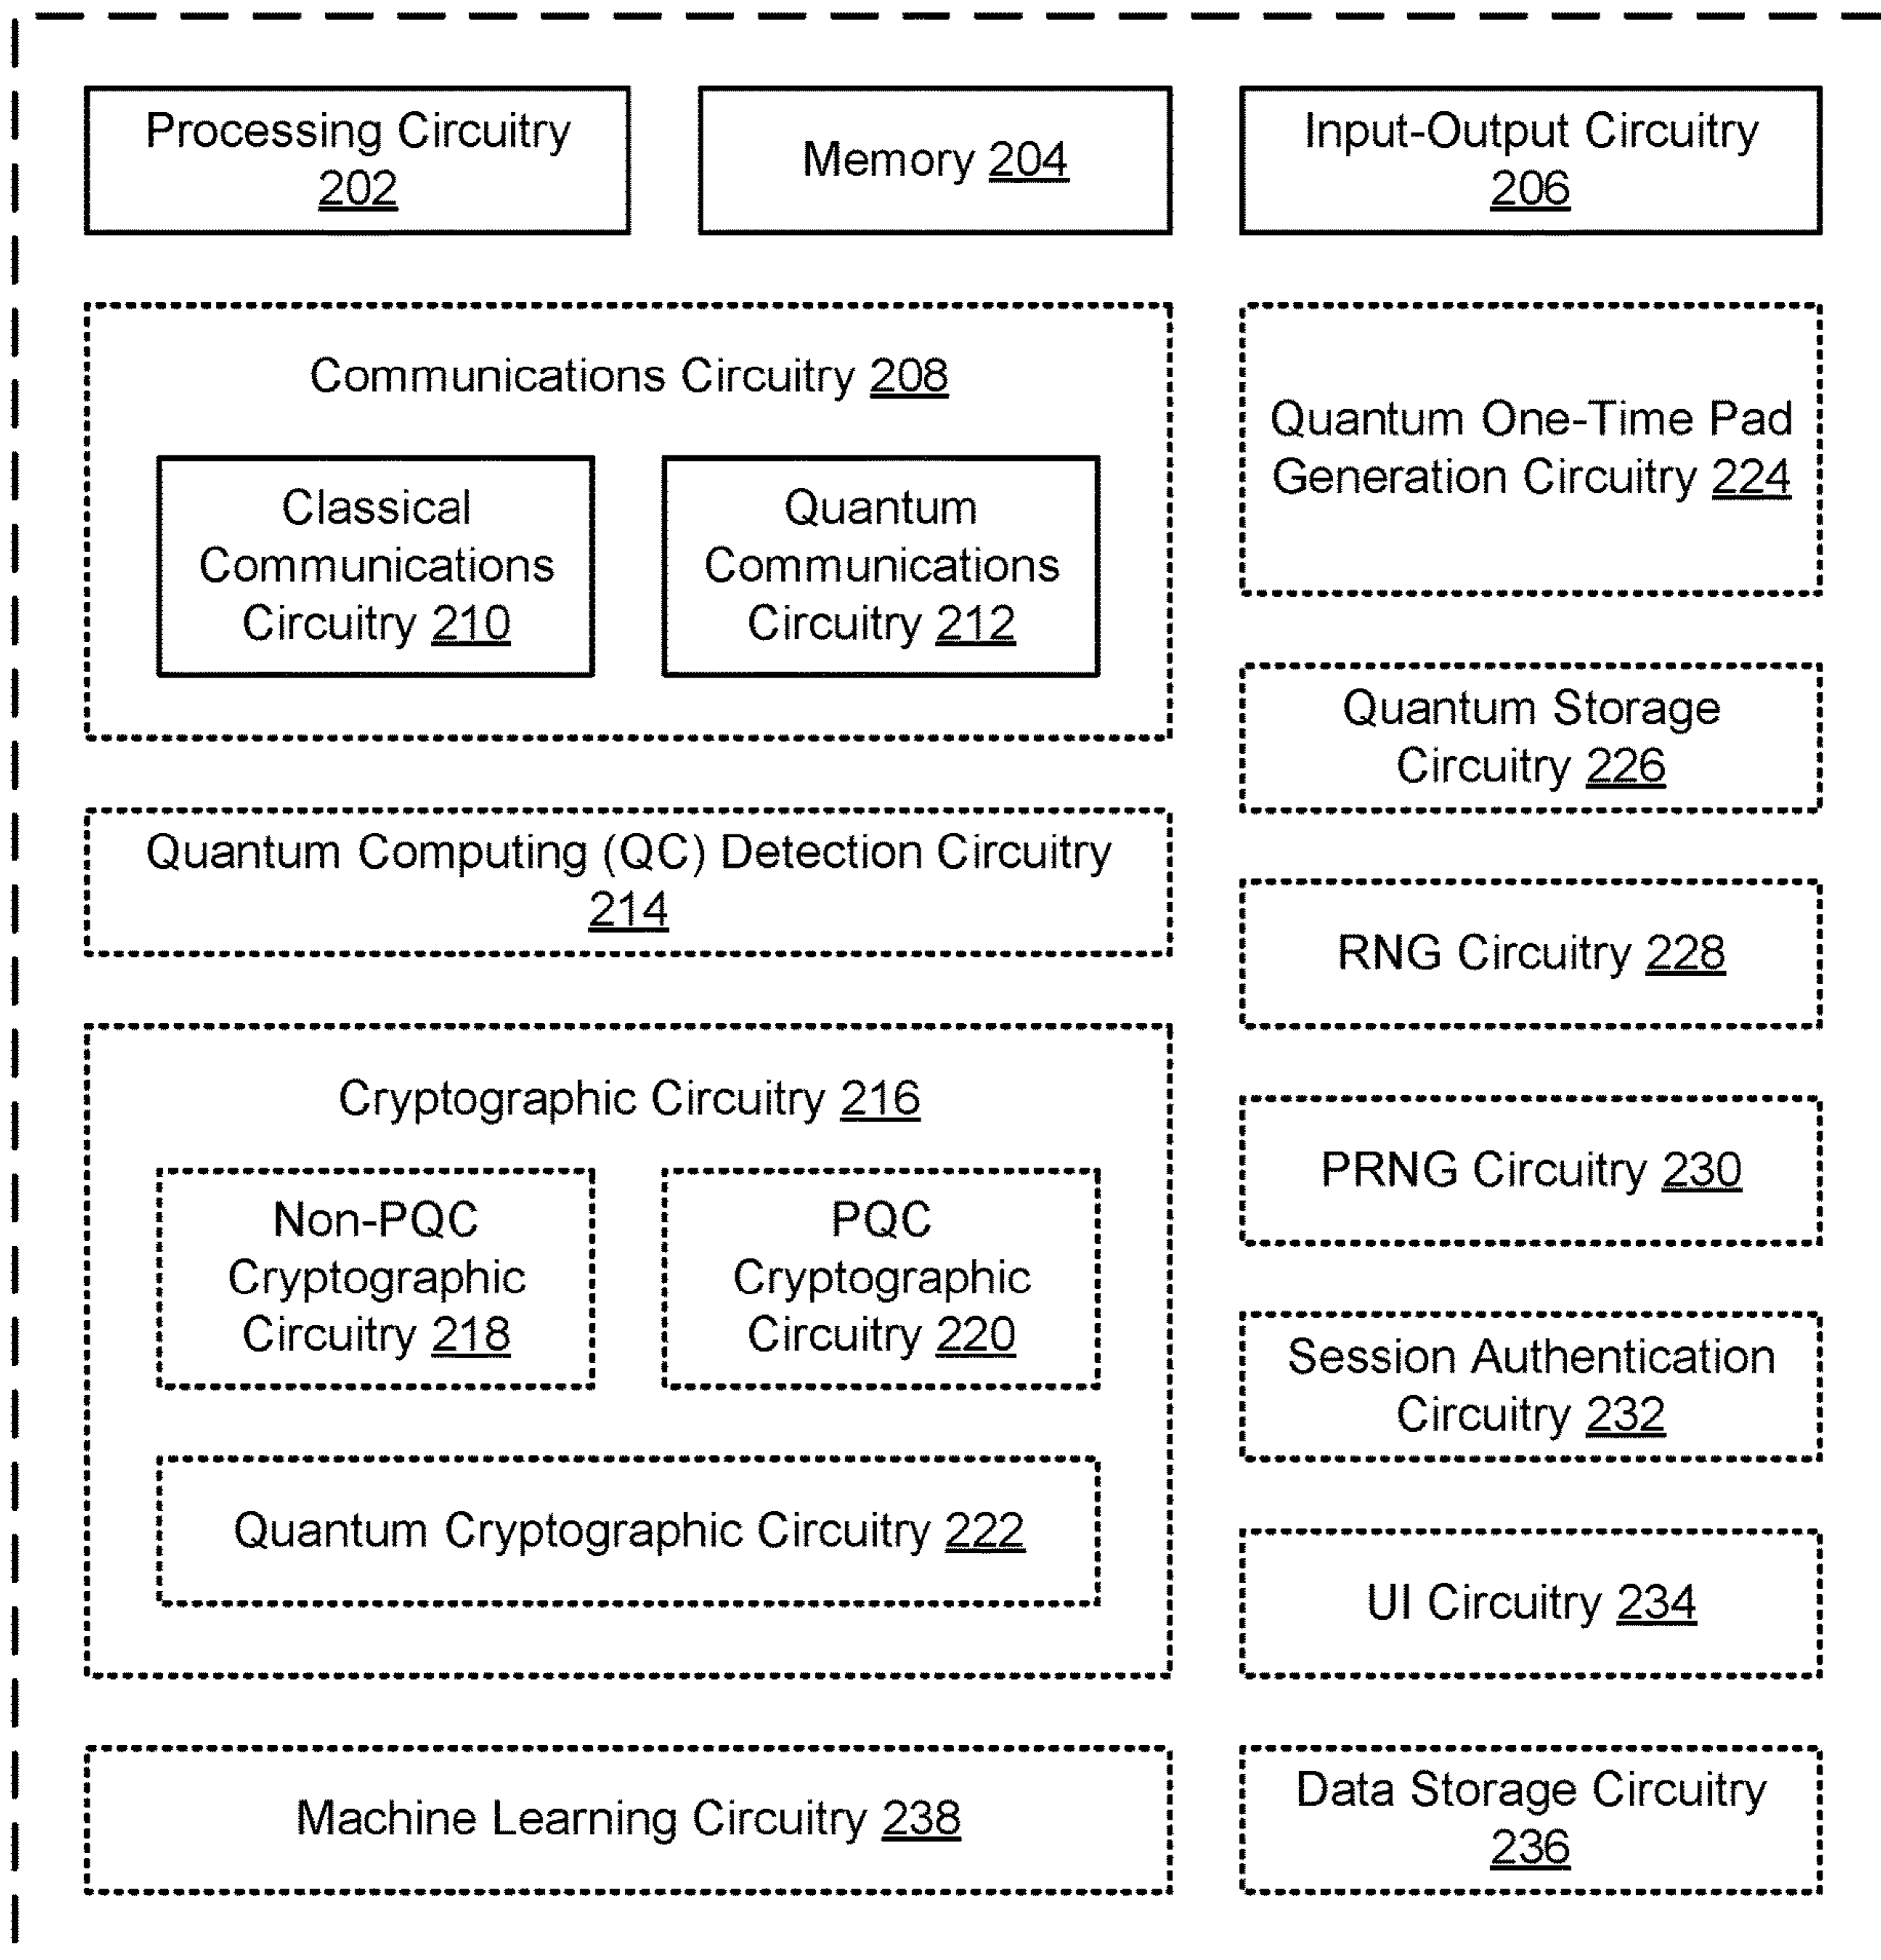 Processing Circuitry
202
Memory 204
Input-Output Circuitry
206
Communications Circuitry 208
Classical
Communications
Circuitry 210
Quantum
Communications
Circuitry 212
Quantum Computing (QC) Detection Circuitry
214
Cryptographic Circuitry 216
Non-PQC
Cryptographic
Circuitry 218
PQC
Cryptographic
Circuitry 220
Quantum Cryptographic Circuitry 222
Machine Learning Circuitry 238
Quantum One-Time Pad
Generation Circuitry 224
Quantum Storage
Circuitry 226
RNG Circuitry 228
PRNG Circuitry 230
Session Authentication
Circuitry 232
UI Circuitry 234
Data Storage Circuitry
236